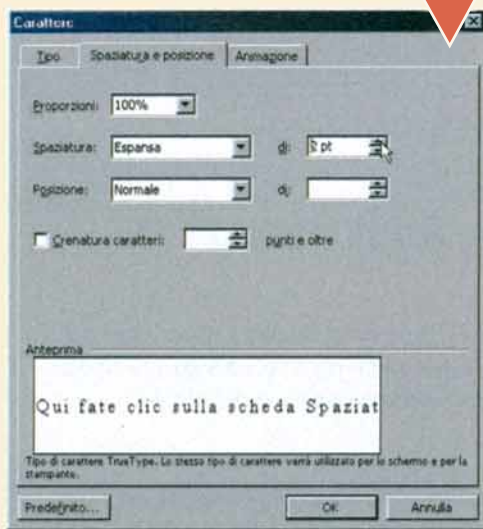 Carattere
Tipo Spaziatura e posizione Animazione
Proporzioni: 100%
Spaziatura: Espansa di: 2 pt
Posizione: Normale di:
Crenatura caratteri: punti e oltre
Anteprima
Qui fate clic sulla scheda Spaziat
Tipo di carattere TrueType. Lo stesso tipo di carattere verrà utilizzato per lo schermo e per la
stampante.
Predefinito... OK Annulla